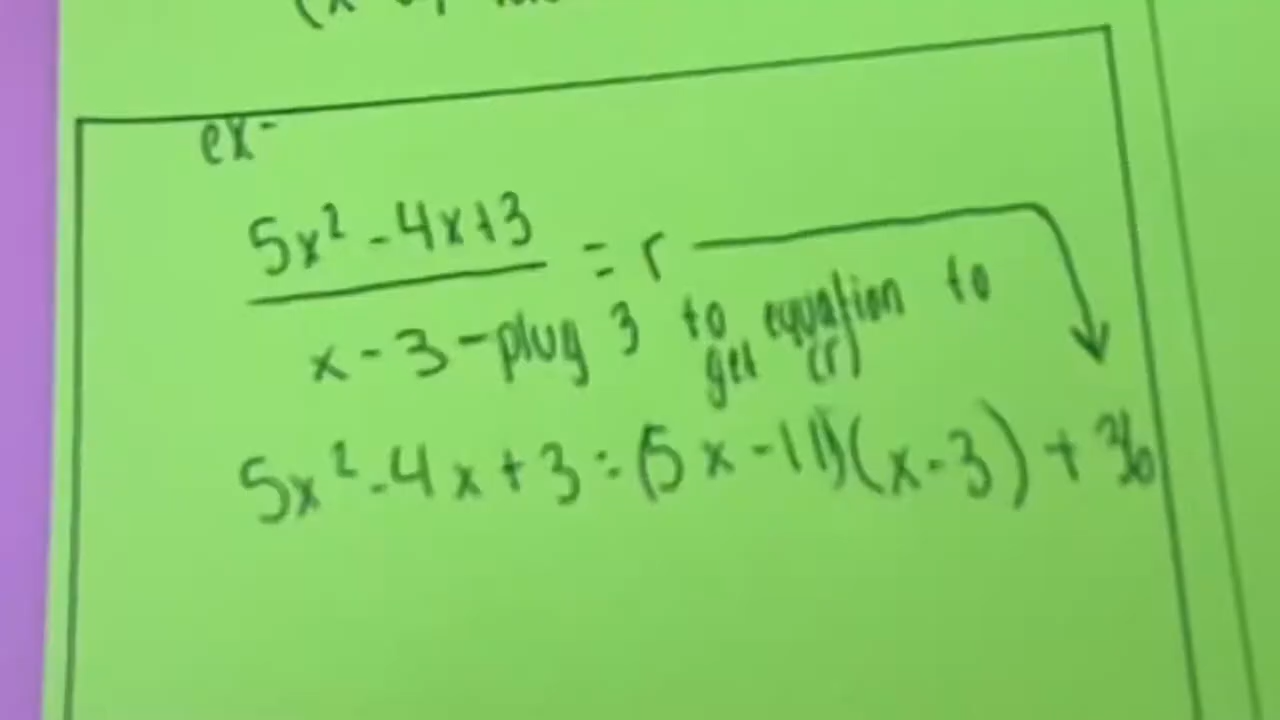 ex-
5x² - 4x + 3
= r
x - 3 - plug 3 to equation to
get (r)
5x² - 4x + 3 = (5x - 11)(x - 3) + 36